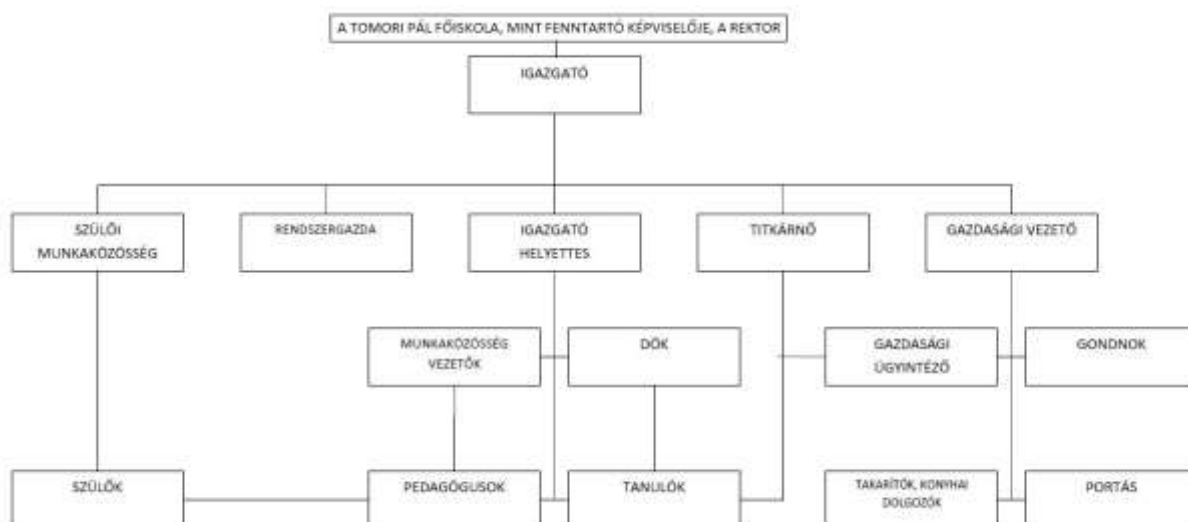 A TOMORI PÁL FŐISKOLA, MINT FENNTARTÓ KÉPVISELŐJE, A REKTOR
IGAZGATÓ
SZÜLŐI
MUNKAKÖZÖSSÉG
RENDSZERGAZDA
IGAZGATÓ
HELYETTES
TITKÁRNŐ
GAZDASÁGI VEZETŐ
MUNKAKÖZÖSSÉG
VEZETŐK
DÖK
GAZDASÁGI
ÜGYINTÉZŐ
GONDNOK
SZÜLŐK
PEDAGÓGUSOK
TANULÓK
TAKARÍTÓK, KONYHAI
DOLGOZÓK
PORTÁS